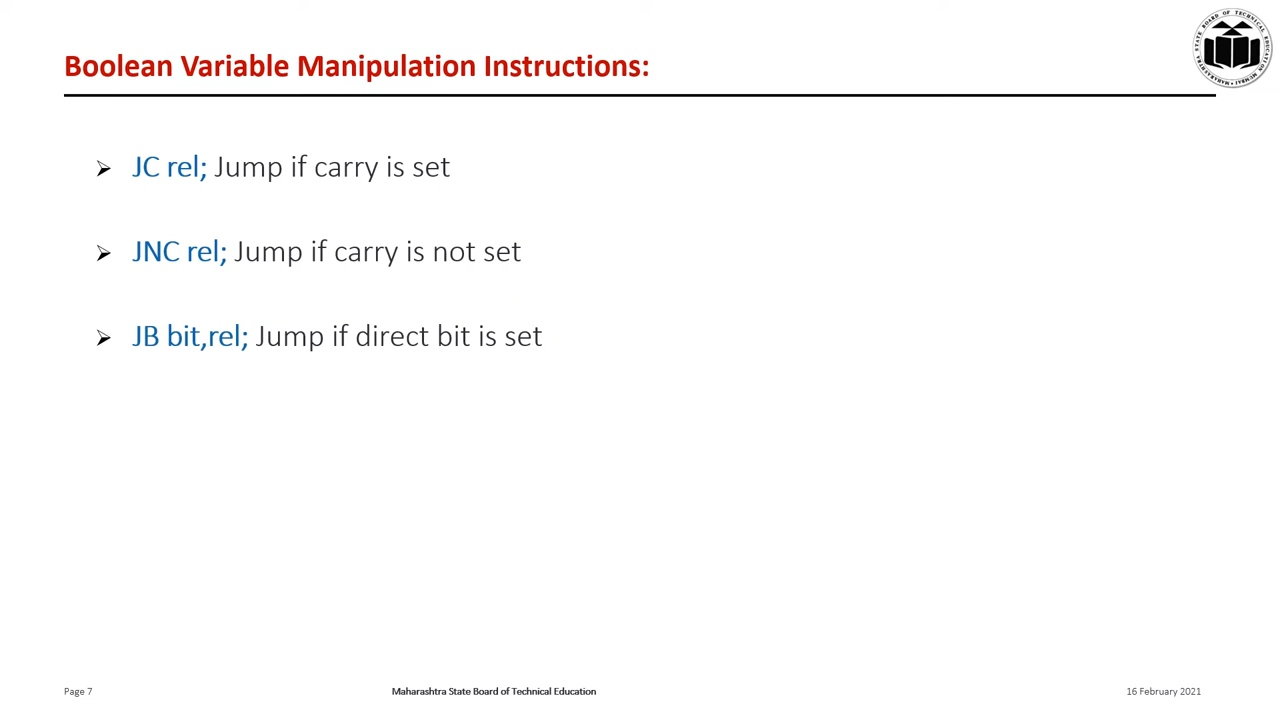 Boolean Variable Manipulation Instructions:
JC rel; Jump if carry is set
JNC rel; Jump if carry is not set
JB bit,rel; Jump if direct bit is set
Page 7
Maharashtra State Board of Technical Education
16 February 2021